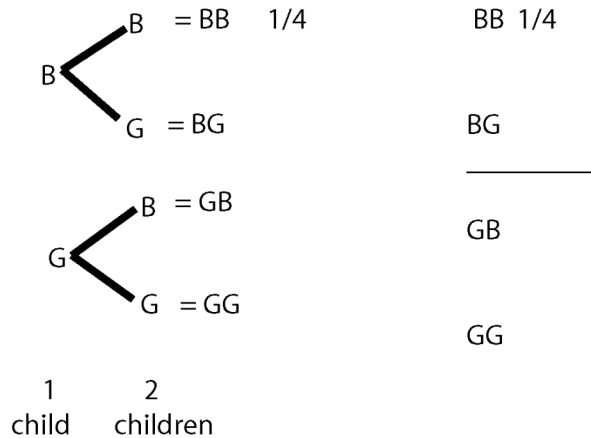 B = BB 1/4 BB 1/4
B
G = BG BG
B = GB
GB
G
G = GG
GG
1 2
child children